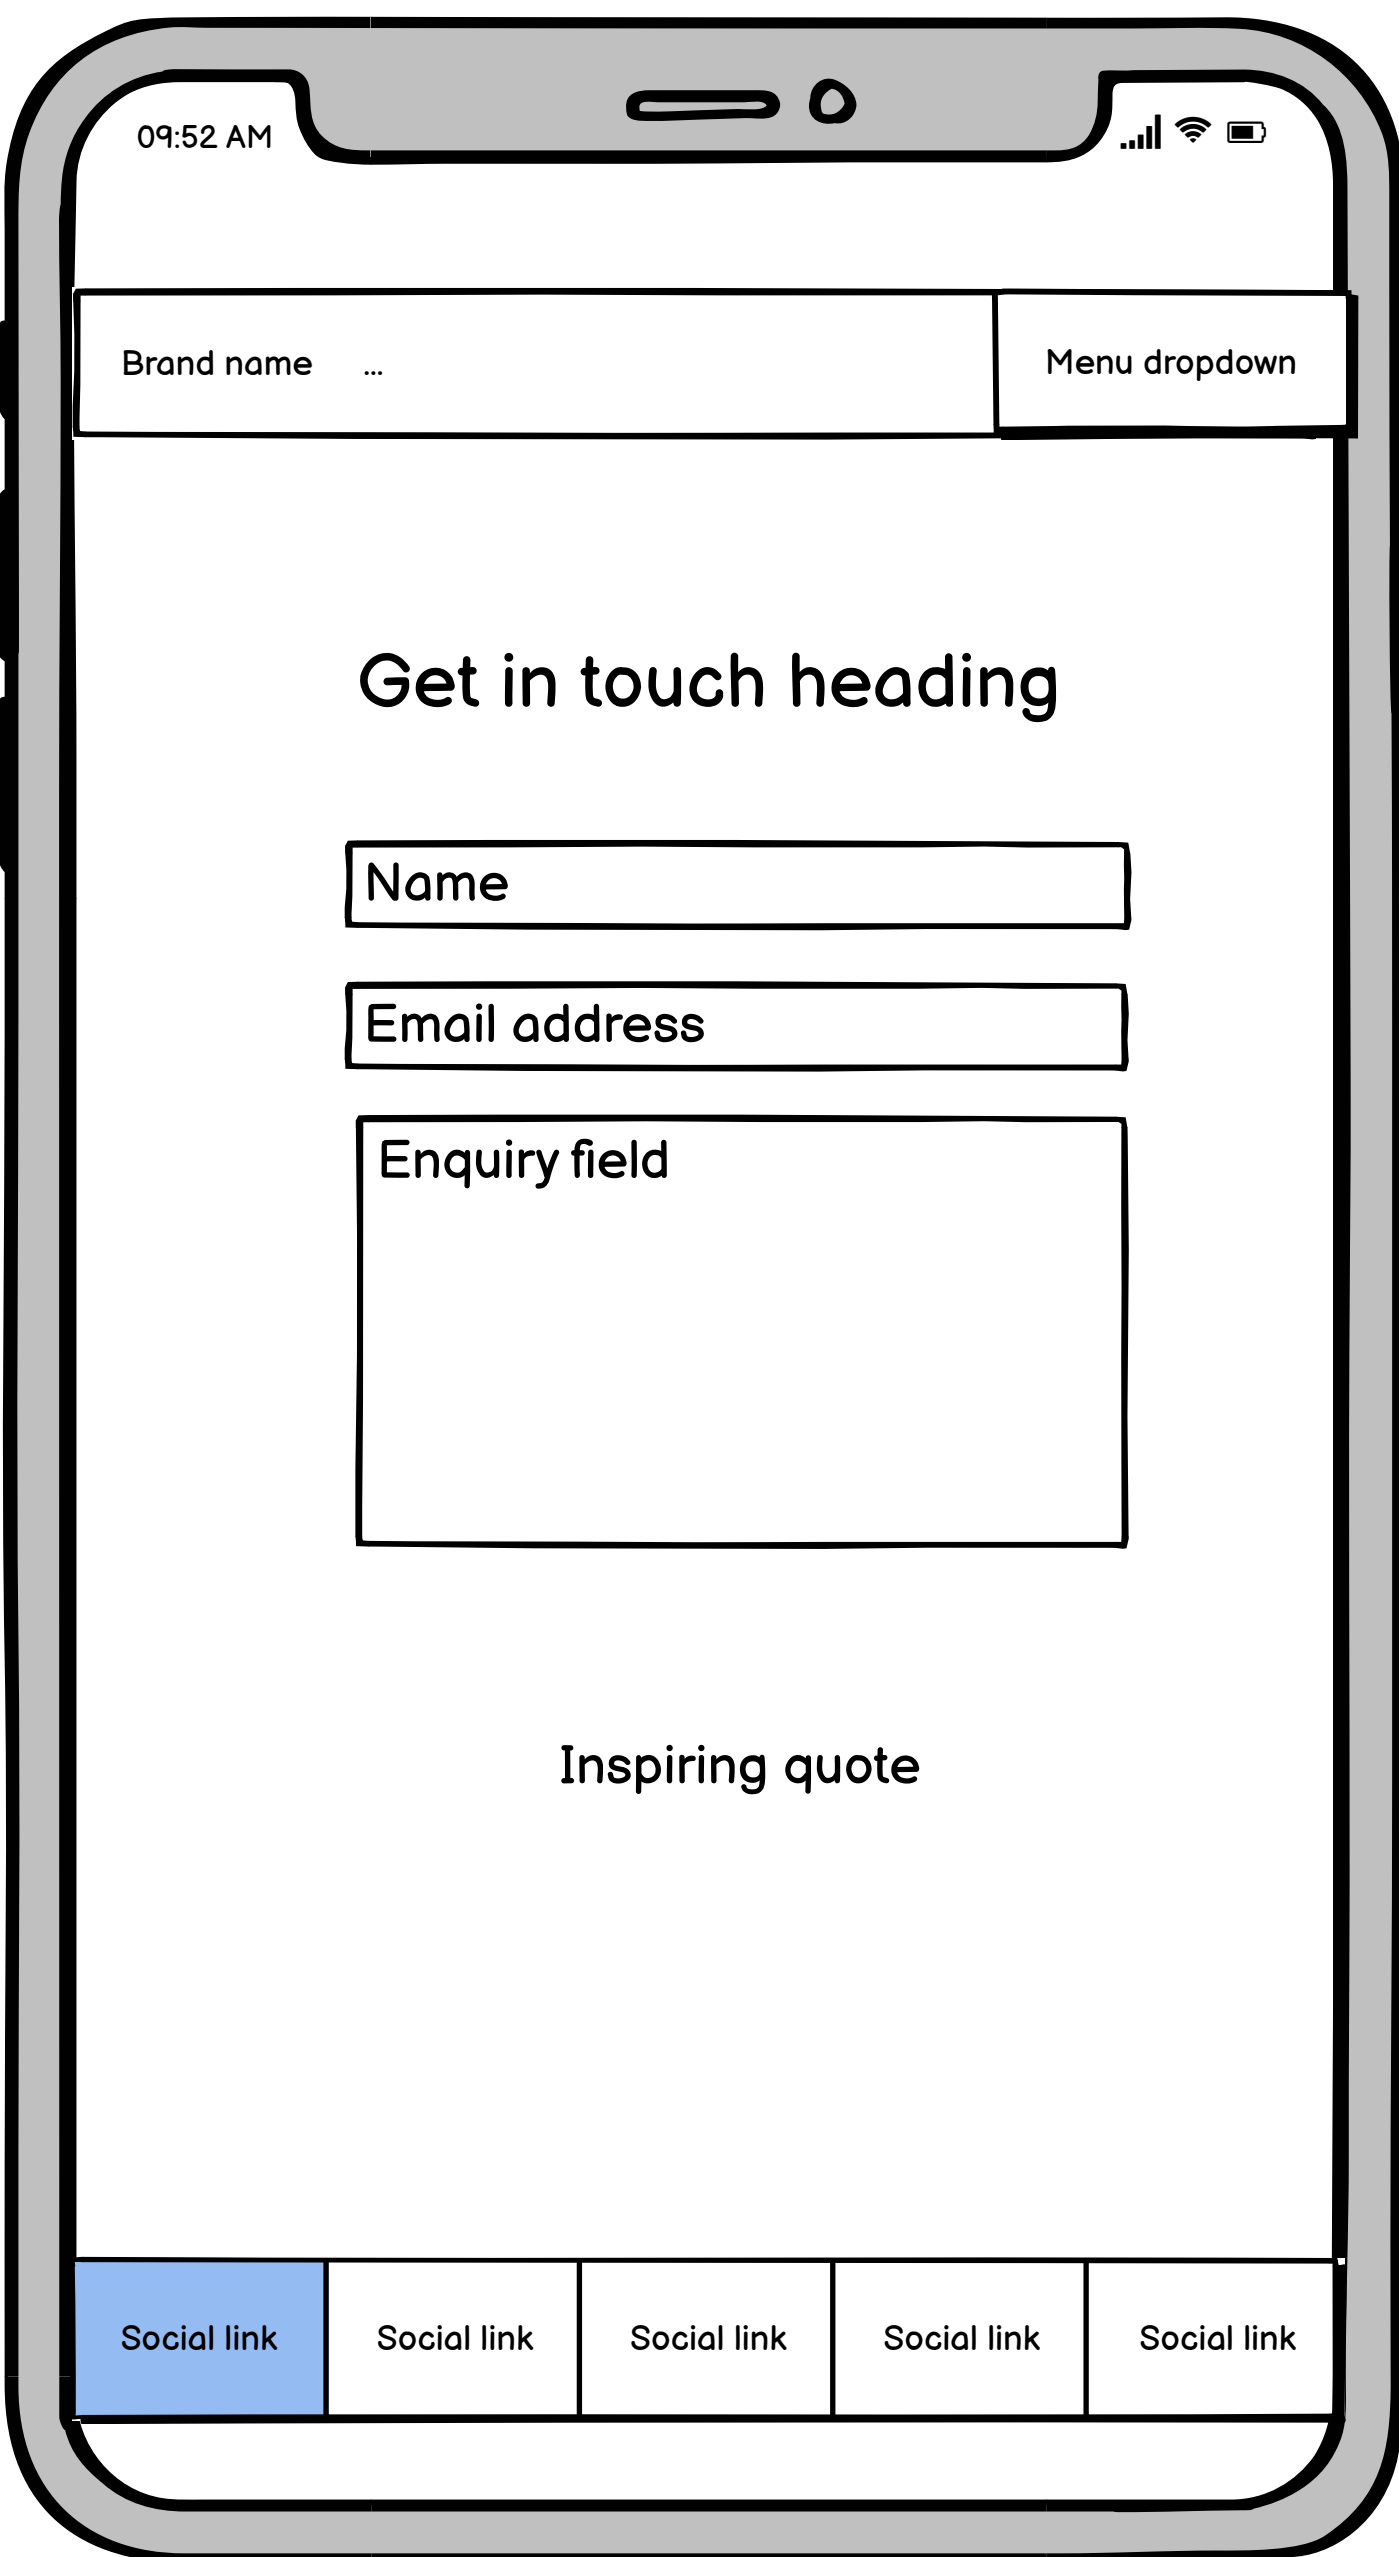 09:52 AM
Brand name ... Menu dropdown
Get in touch heading
Name
Email address
Enquiry field
Inspiring quote
Social link Social link Social link Social link Social link